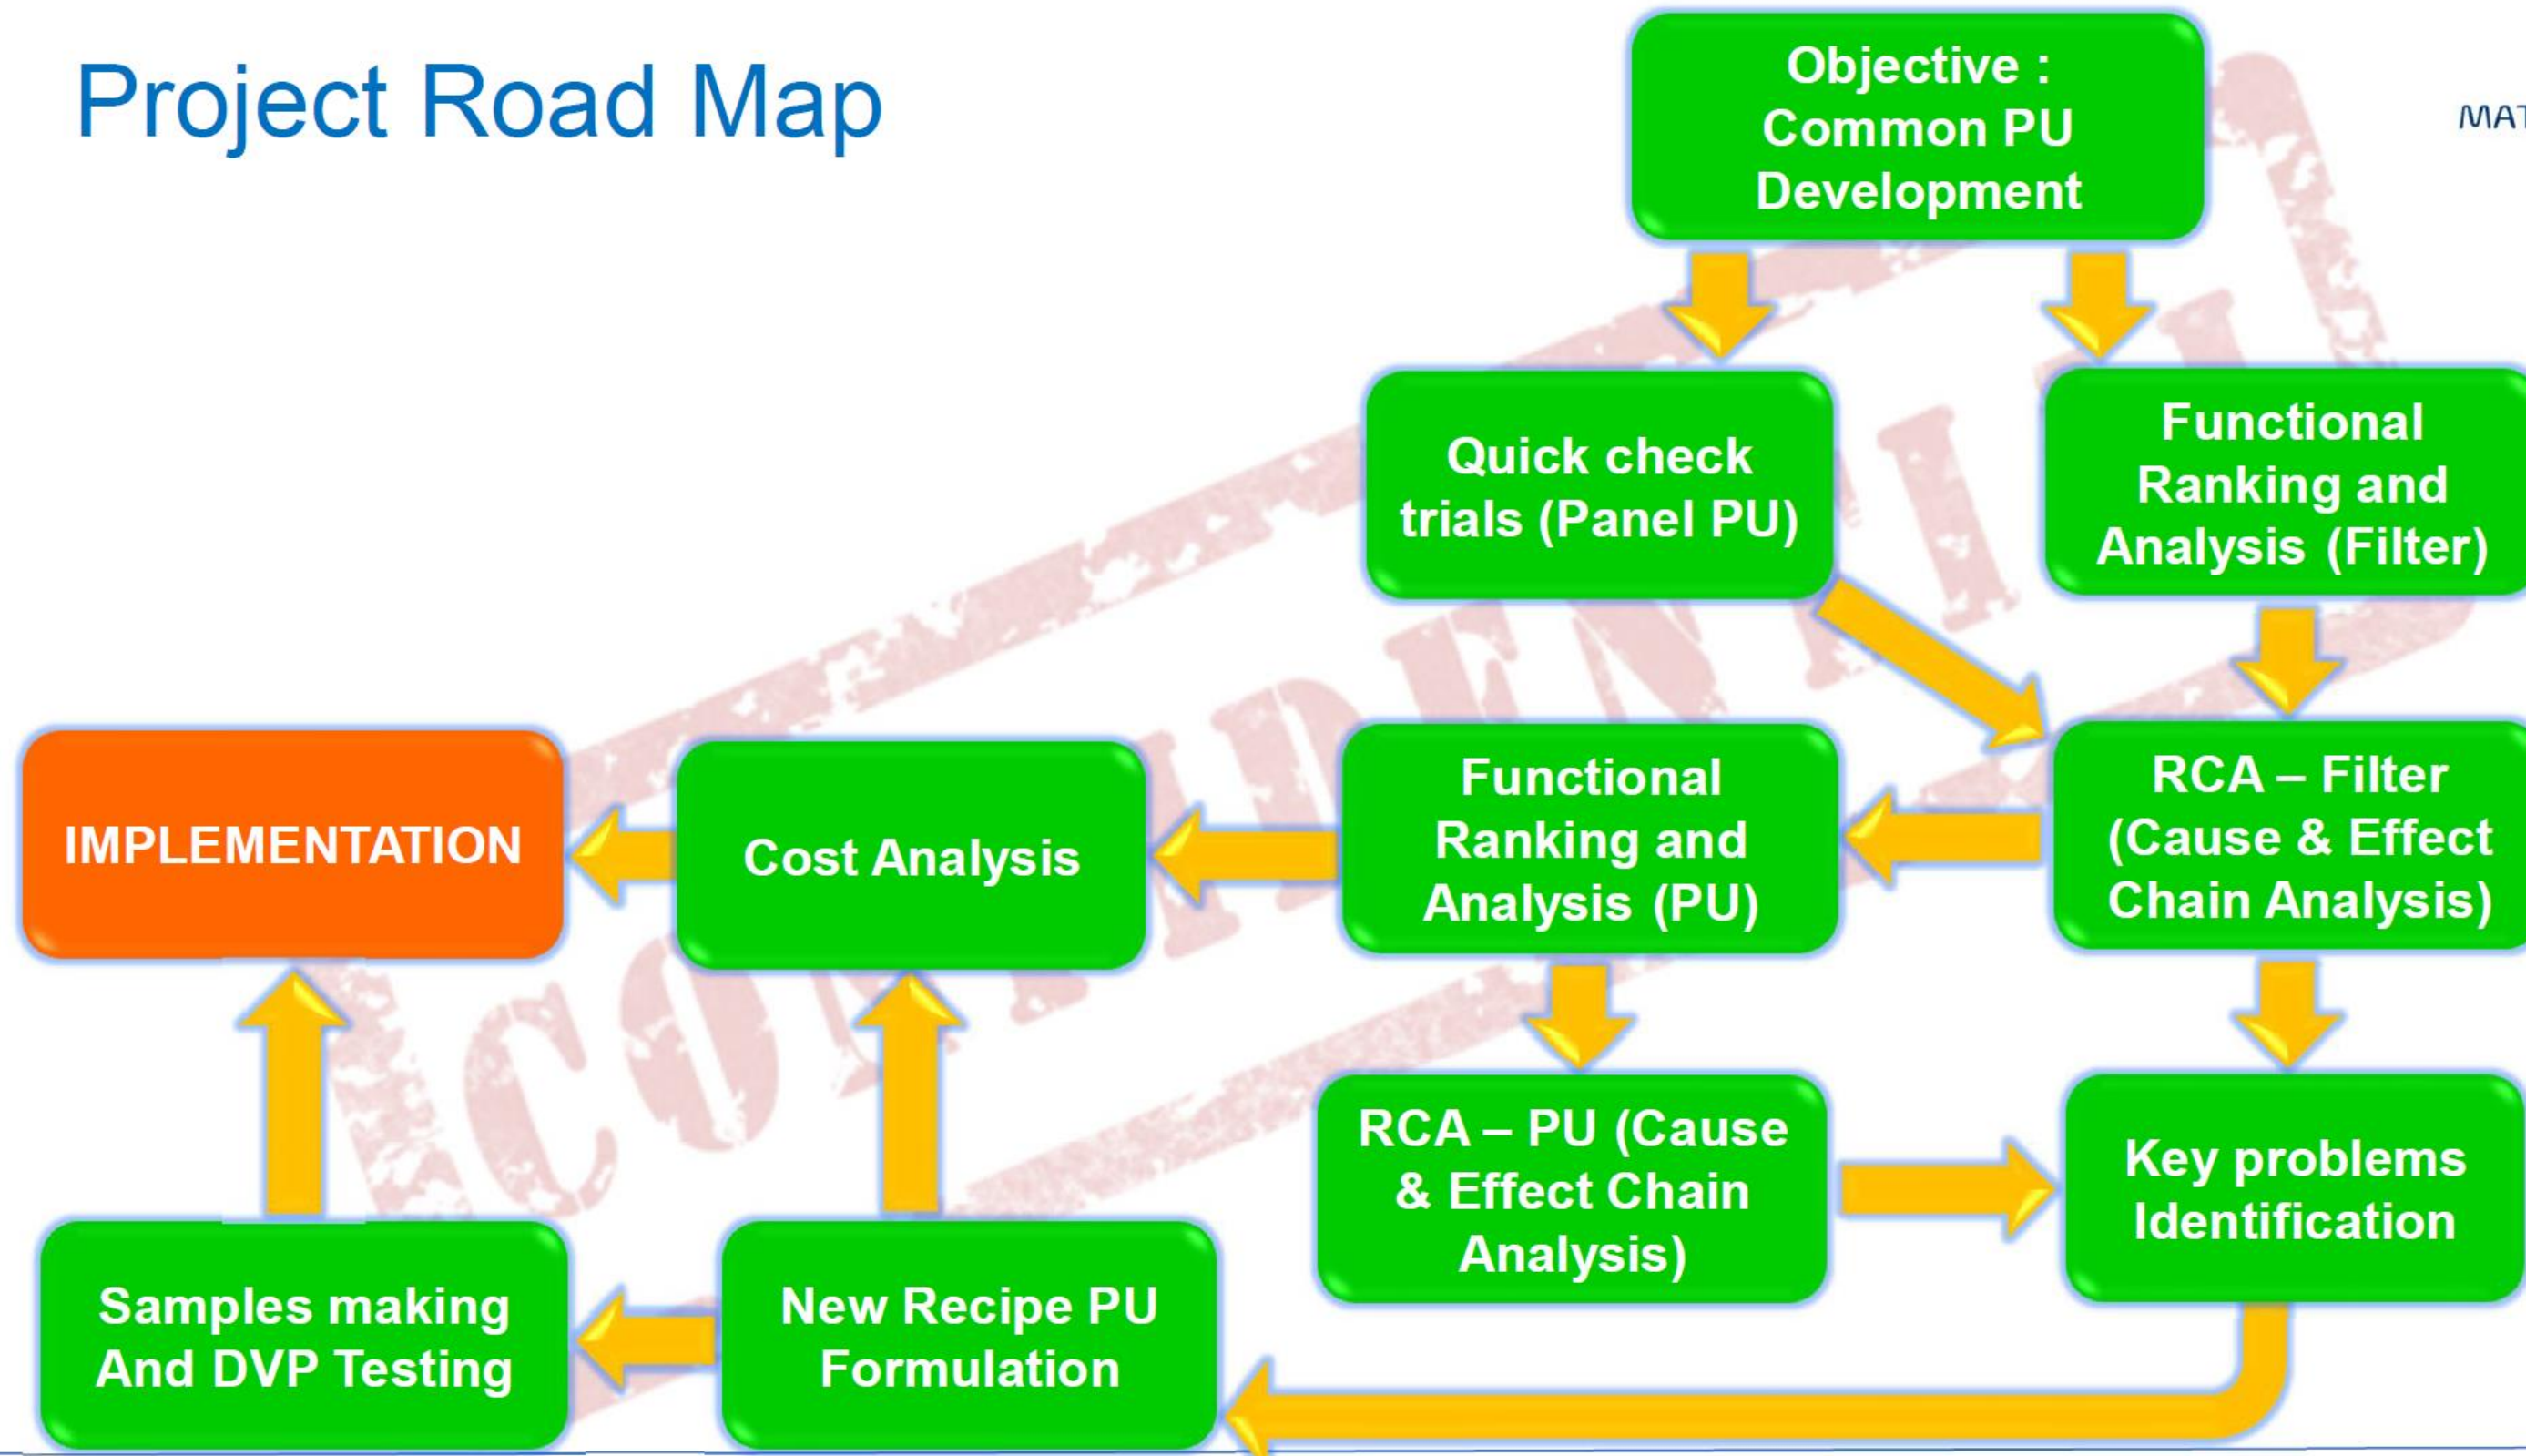 Project Road Map
Objective :
Common PU
Development
MAT
Quick check
trials (Panel PU)
Functional
Ranking and
Analysis (Filter)
IMPLEMENTATION
Cost Analysis
Functional
Ranking and
Analysis (PU)
RCA – Filter
(Cause & Effect
Chain Analysis)
RCA – PU (Cause
& Effect Chain
Analysis)
Key problems
Identification
Samples making
And DVP Testing
New Recipe PU
Formulation
CONFIDENTIAL